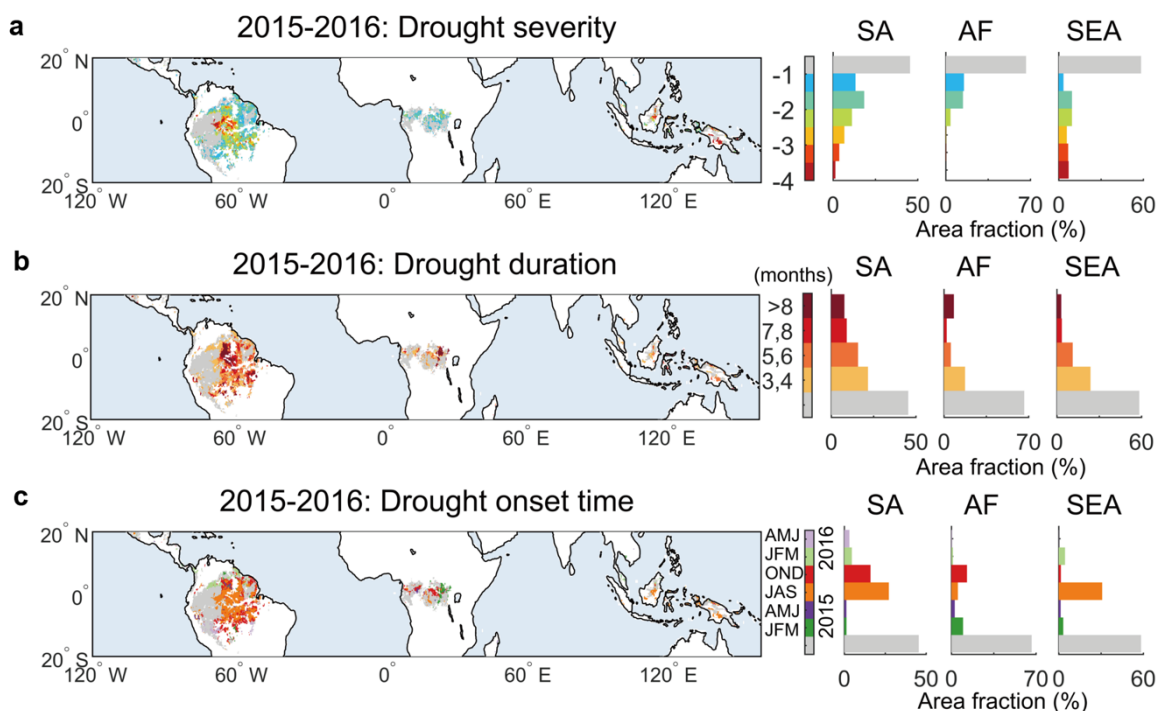 a
2015-2016: Drought severity
SA AF SEA
20° N
0°
20° S
120° W 60° W 0° 60° E 120° E
-1
-2
-3
-4
0 50 0 70 0 60
Area fraction (%)
b
2015-2016: Drought duration
(months) SA AF SEA
20° N
0°
20° S
120° W 60° W 0° 60° E 120° E
>8
7,8
5,6
3,4
0 50 0 70 0 60
Area fraction (%)
c
2015-2016: Drought onset time
SA AF SEA
20° N
0°
20° S
120° W 60° W 0° 60° E 120° E
AMJ
JFM
2016
OND
JAS
AMJ
JFM
2015
0 50 0 70 0 60
Area fraction (%)